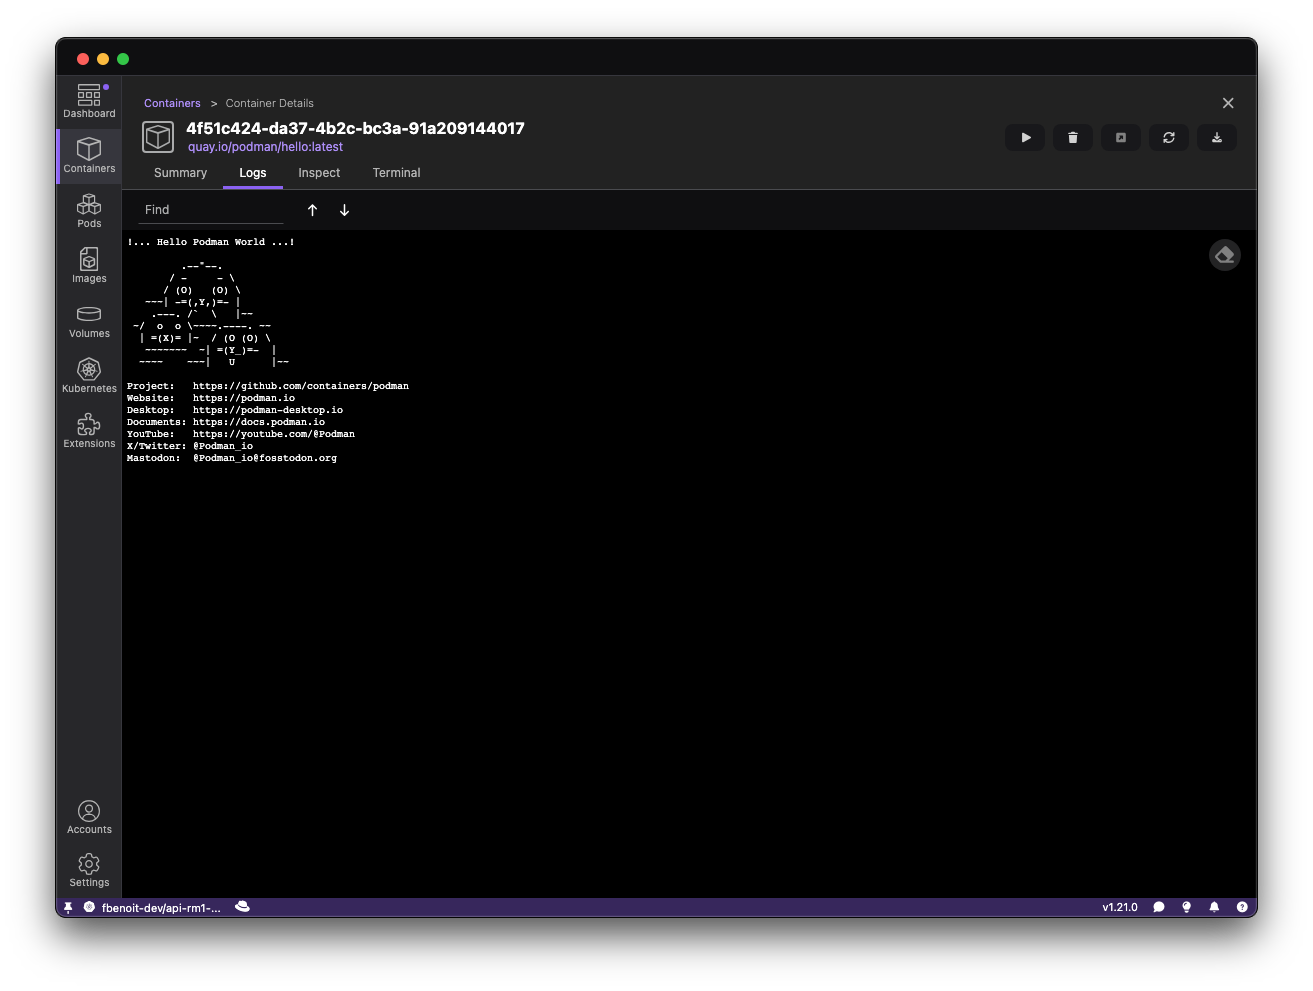 Dashboard
Containers
Pods
Images
Volumes
Kubernetes
Extensions
Accounts
Settings
Containers > Container Details
4f51c424-da37-4b2c-bc3a-91a209144017
quay.io/podman/hello:latest
Summary Logs Inspect Terminal
Find
!... Hello Podman World ...!
         .--"--.
       / -     - \
      / (O)   (O) \
   ~~~| -=(,Y,)=- |
    .---. /`  \   |~~
 ~/  o  o \~~~~.----. ~~
  | =(X)= |~  / (O (O) \
   ~~~~~~~  ~| =(Y_)=-  |
  ~~~~    ~~~|   U      |~~
Project:   https://github.com/containers/podman
Website:   https://podman.io
Desktop:   https://podman-desktop.io
Documents: https://docs.podman.io
YouTube:   https://youtube.com/@Podman
X/Twitter: @Podman_io
Mastodon:  @Podman_io@fosstodon.org
fbenoit-dev/api-rm1-... v1.21.0